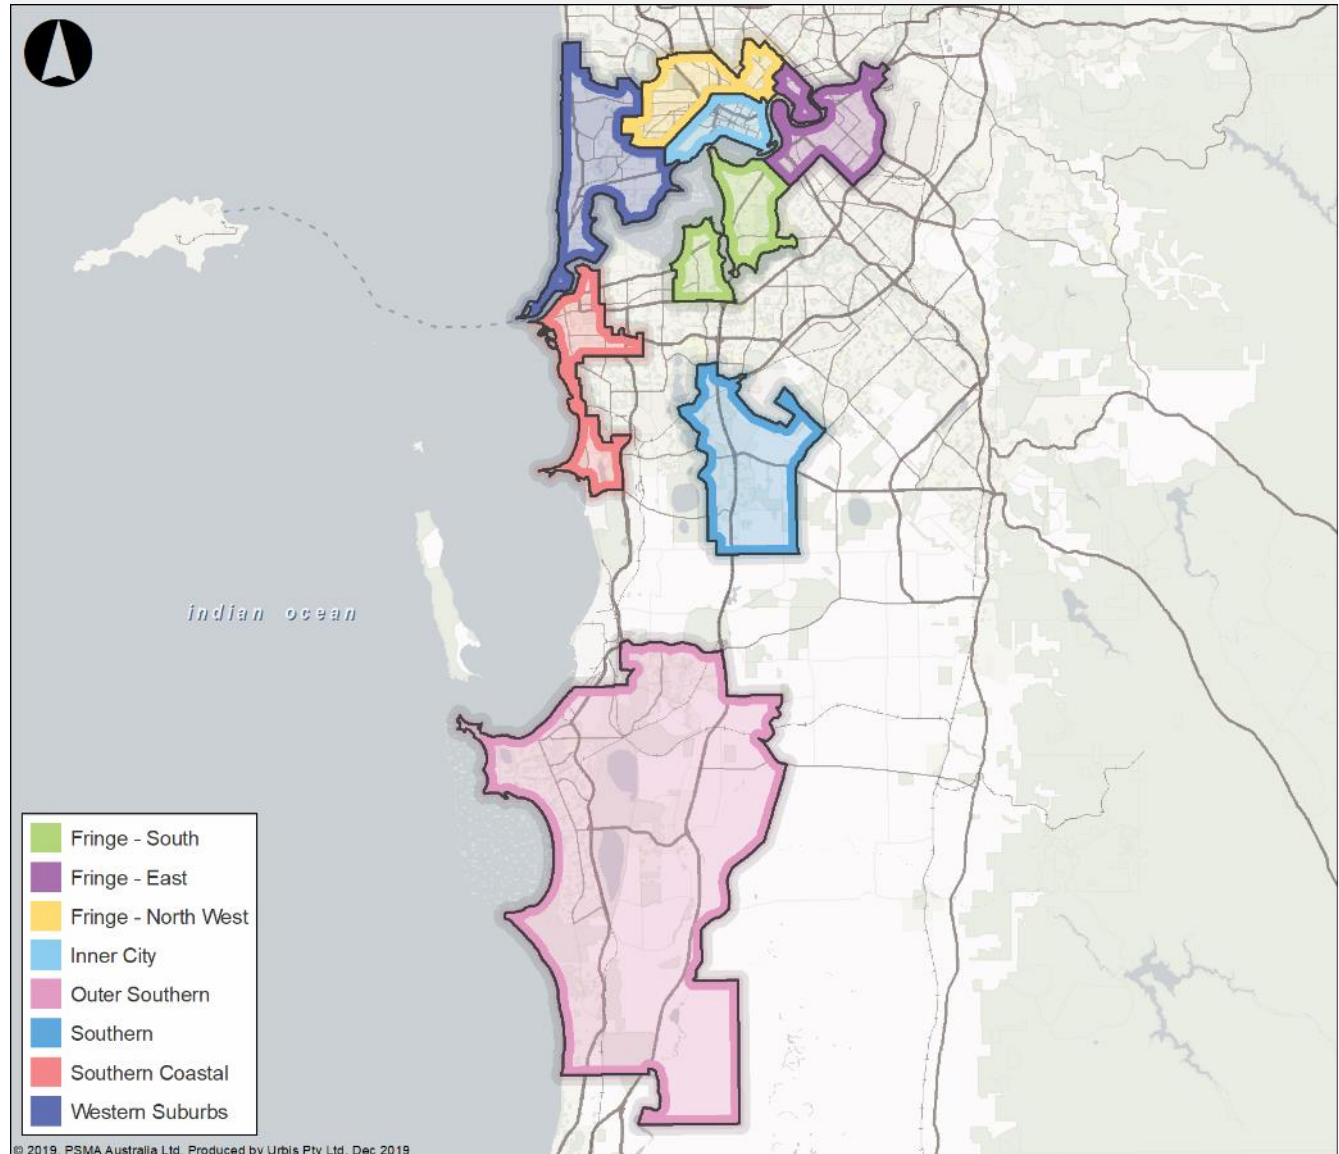 indian ocean
Fringe - South
Fringe - East
Fringe - North West
Inner City
Outer Southern
Southern
Southern Coastal
Western Suburbs
© 2019. PSMA Australia Ltd. Produced by Urbis Pty Ltd, Dec 2019